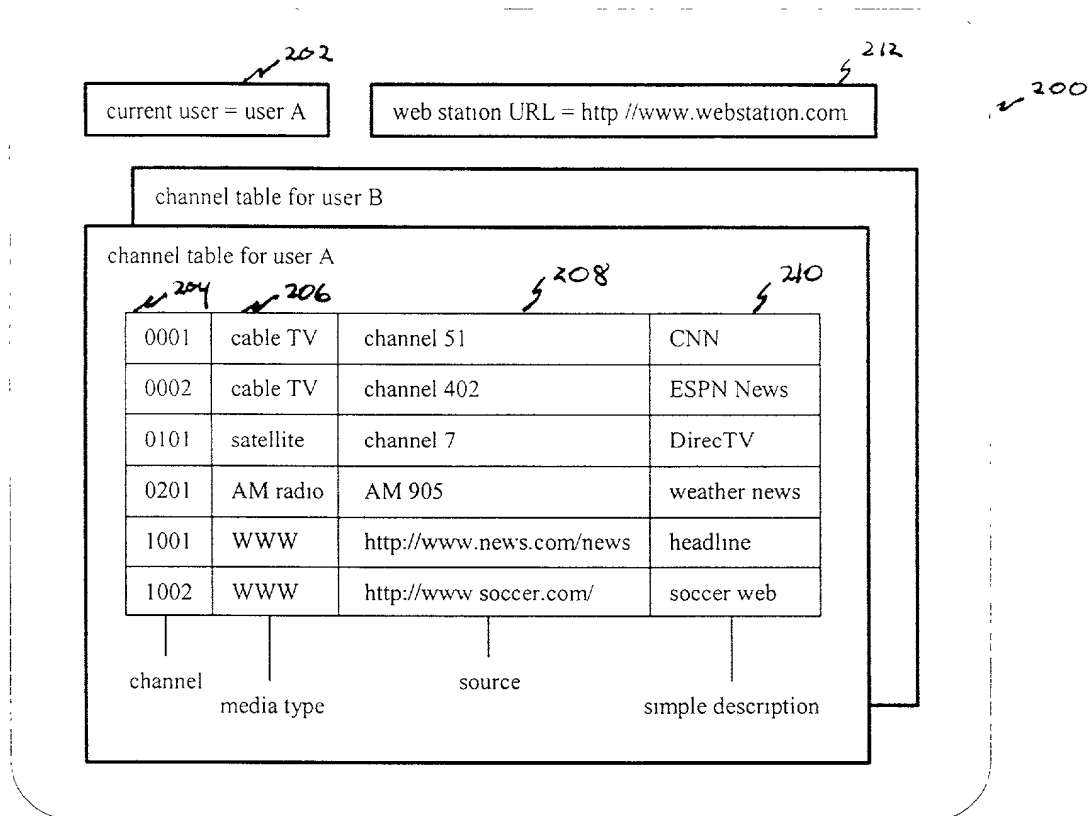 202
212
200
current user = user A
web station URL = http //www.webstation.com
channel table for user B
channel table for user A
204
206
208
210
0001 cable TV channel 51 CNN
0002 cable TV channel 402 ESPN News
0101 satellite channel 7 DirecTV
0201 AM radio AM 905 weather news
1001 WWW http://www.news.com/news headline
1002 WWW http://www soccer.com/ soccer web
channel
media type
source
simple description